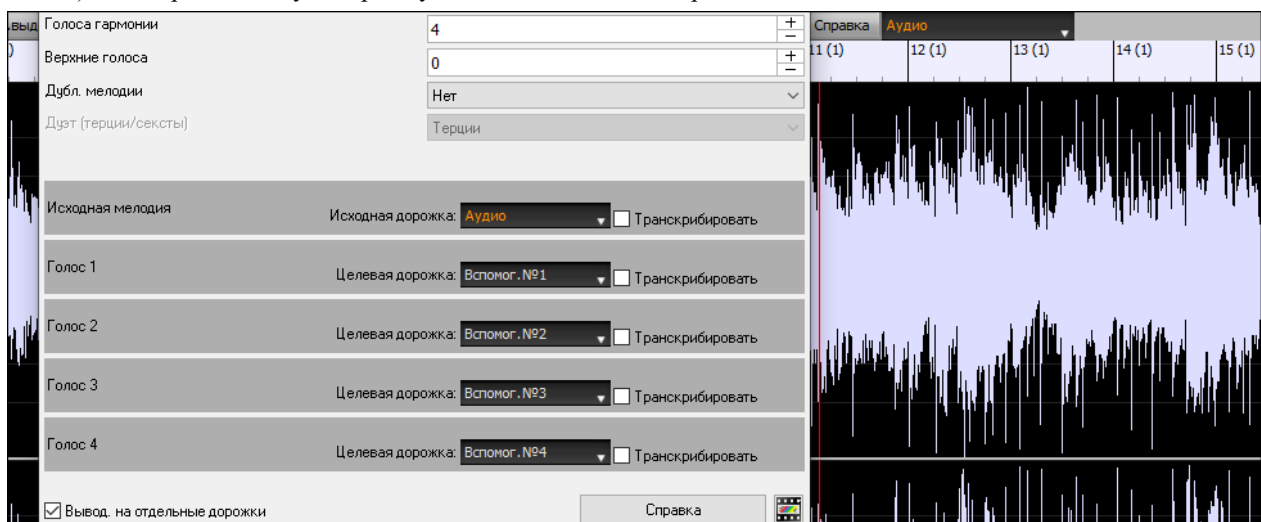 .выд Голоса гармонии 4 + − Справка Аудио
) 11 (1) 12 (1) 13 (1) 14 (1) 15 (1)
Верхние голоса 0 + −
Дубл. мелодии Нет
Дуэт (терции/сексты) Терции
Исходная мелодия Исходная дорожка: Аудио Транскрибировать
Голос 1 Целевая дорожка: Вспомог.№1 Транскрибировать
Голос 2 Целевая дорожка: Вспомог.№2 Транскрибировать
Голос 3 Целевая дорожка: Вспомог.№3 Транскрибировать
Голос 4 Целевая дорожка: Вспомог.№4 Транскрибировать
Вывод. на отдельные дорожки Справка